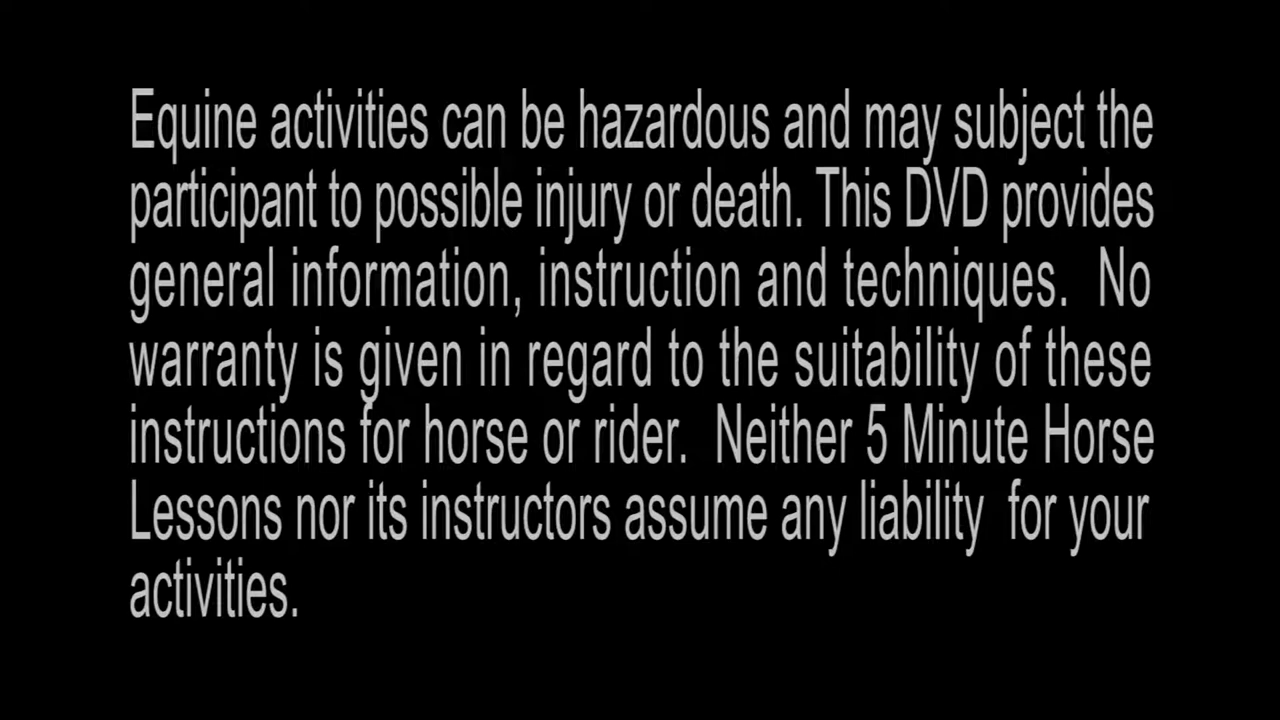 Equine activities can be hazardous and may subject the
participant to possible injury or death. This DVD provides
general information, instruction and techniques.  No
warranty is given in regard to the suitability of these
instructions for horse or rider.  Neither 5 Minute Horse
Lessons nor its instructors assume any liability  for your
activities.